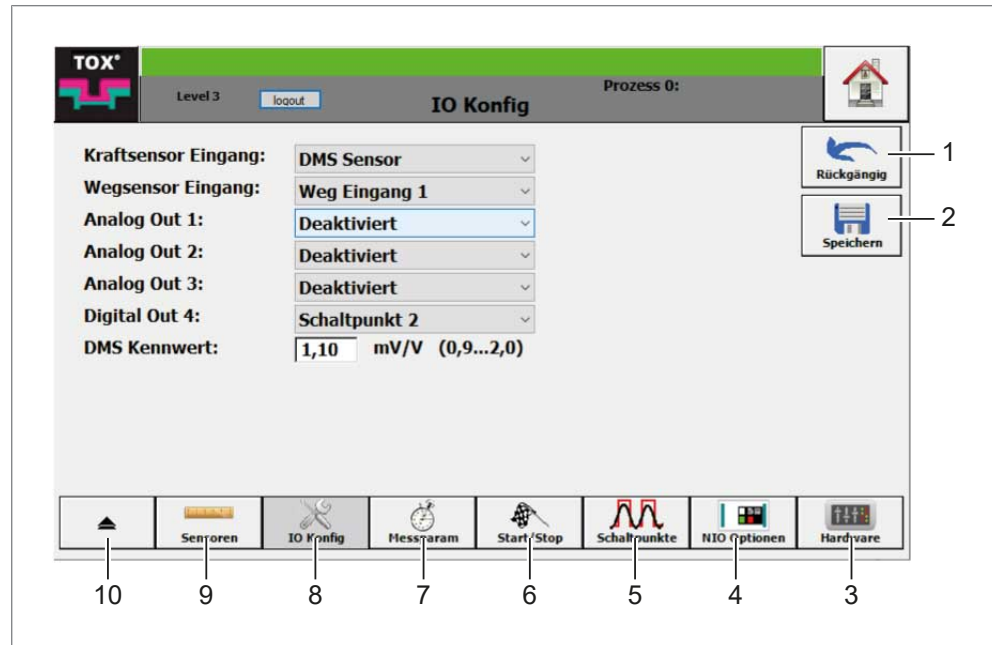 TOX®
Level 3 logout IO Konfig Prozess 0:
Kraftsensor Eingang: DMS Sensor
Rückgängig 1
Wegsensor Eingang: Weg Eingang 1
Analog Out 1: Deaktiviert
Speichern 2
Analog Out 2: Deaktiviert
Analog Out 3: Deaktiviert
Digital Out 4: Schaltpunkt 2
DMS Kennwert: 1,10 mV/V (0,9...2,0)
Sensoren IO Konfig Messparam Start/Stop Schaltpunkte NIO Optionen Hardware
10 9 8 7 6 5 4 3